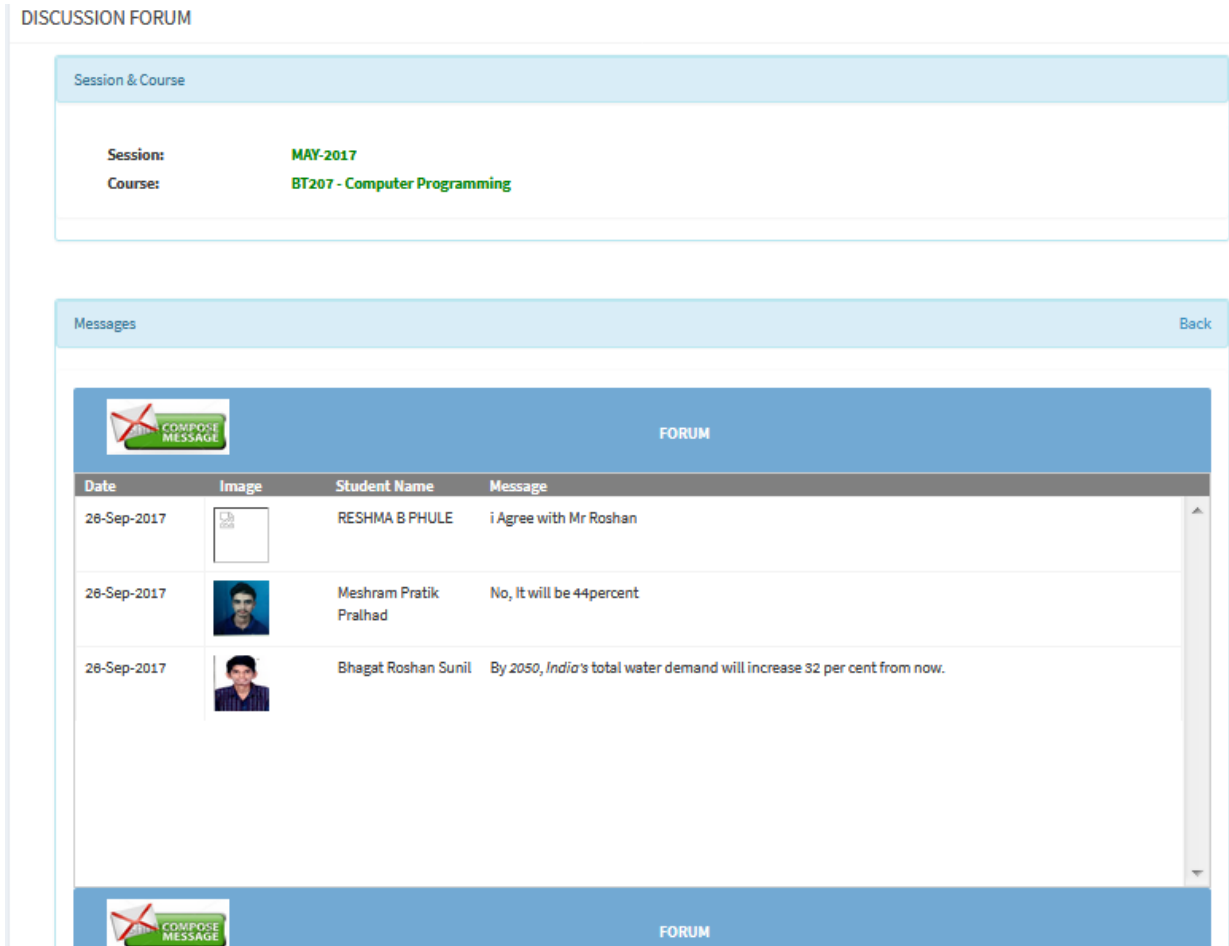 DISCUSSION FORUM
Session & Course
Session: MAY-2017
Course: BT207 - Computer Programming
Messages Back
COMPOSE
MESSAGE
FORUM
Date Image Student Name Message
26-Sep-2017 RESHMA B PHULE i Agree with Mr Roshan
26-Sep-2017 Meshram Pratik No, It will be 44percent
Pralhad
26-Sep-2017 Bhagat Roshan Sunil By 2050, India's total water demand will increase 32 per cent from now.
COMPOSE
MESSAGE
FORUM